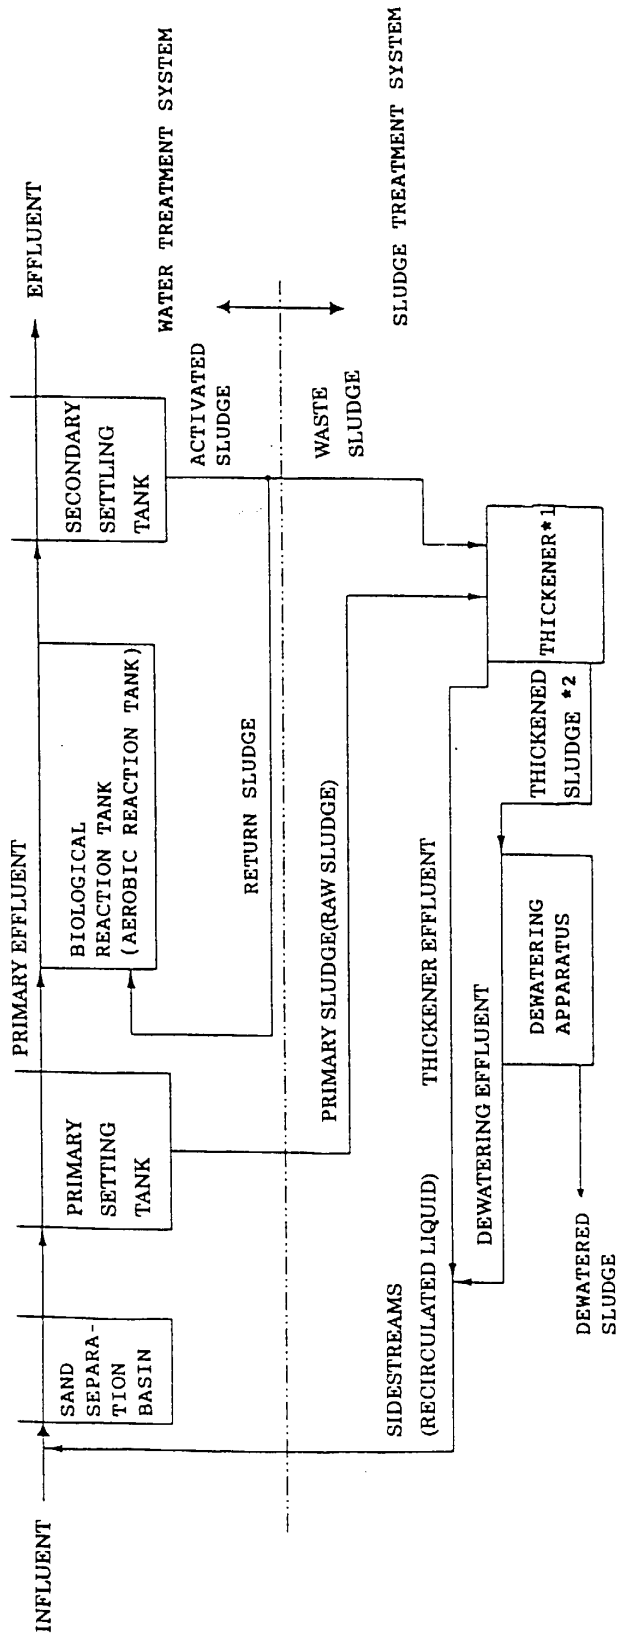 INFLUENT
SAND
SEPARA-
TION
BASIN
PRIMARY
SETTING
TANK
PRIMARY EFFLUENT
BIOLOGICAL
REACTION TANK
(AEROBIC REACTION TANK)
SECONDARY
SETTLING
TANK
EFFLUENT
WATER TREATMENT SYSTEM
ACTIVATED
SLUDGE
RETURN SLUDGE
WASTE
SLUDGE
SLUDGE TREATMENT SYSTEM
PRIMARY SLUDGE(RAW SLUDGE)
SIDESTREAMS
(RECIRCULATED LIQUID)
THICKENER EFFLUENT
DEWATERING EFFLUENT
THICKENER*1
THICKENED
SLUDGE *2
DEWATERING
APPARATUS
DEWATERED
SLUDGE